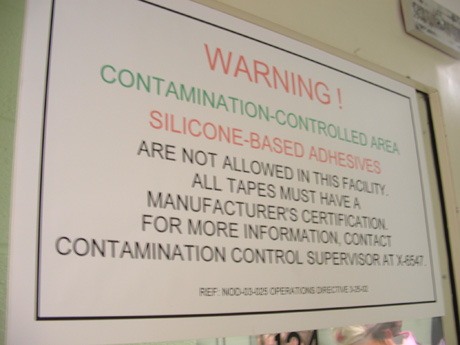 WARNING !
CONTAMINATION-CONTROLLED AREA
SILICONE-BASED ADHESIVES
ARE NOT ALLOWED IN THIS FACILITY.
ALL TAPES MUST HAVE A
MANUFACTURER'S CERTIFICATION.
FOR MORE INFORMATION, CONTACT
CONTAMINATION CONTROL SUPERVISOR AT X-6547.
REF: NOD-03-025 OPERATIONS DIRECTIVE 3-25-02